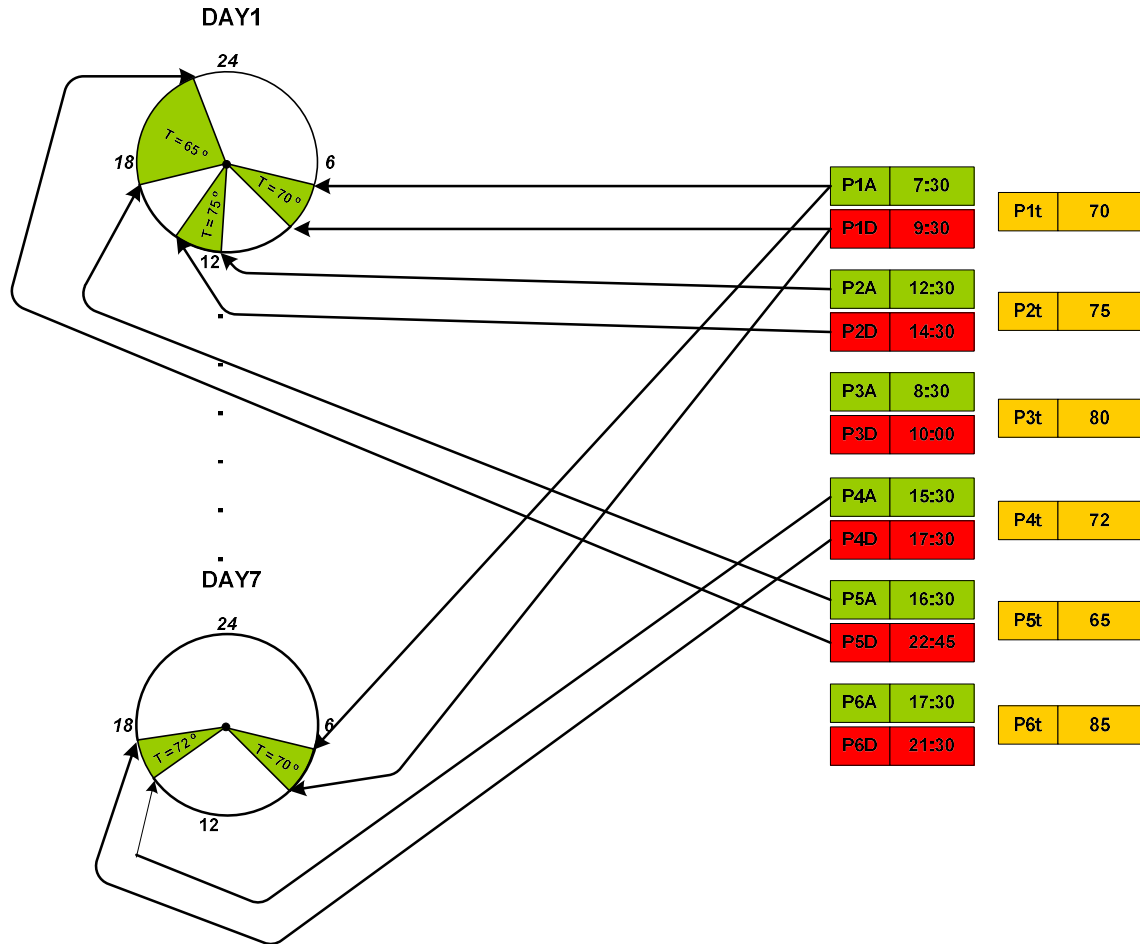 DAY1
24
T = 65 º
18
6
T = 70 º
T = 75 º
12
P1A 7:30
P1D 9:30
P1t 70
P2A 12:30
P2D 14:30
P2t 75
P3A 8:30
P3D 10:00
P3t 80
P4A 15:30
P4D 17:30
P4t 72
P5A 16:30
P5D 22:45
P5t 65
P6A 17:30
P6D 21:30
P6t 85
DAY7
24
18
6
T = 72 º
T = 70 º
12